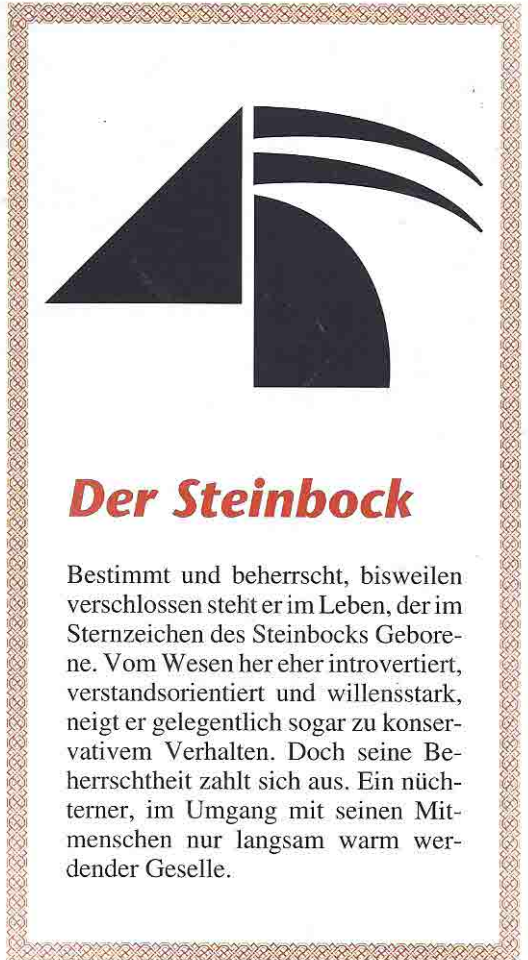 Der Steinbock
Bestimmt und beherrscht, bisweilen
verschlossen steht er im Leben, der im
Sternzeichen des Steinbocks Gebore-
ne. Vom Wesen her eher introvertiert,
verstandsorientiert und willensstark,
neigt er gelegentlich sogar zu konser-
vativem Verhalten. Doch seine Be-
herrschtheit zahlt sich aus. Ein nüch-
terner, im Umgang mit seinen Mit-
menschen nur langsam warm wer-
dender Geselle.